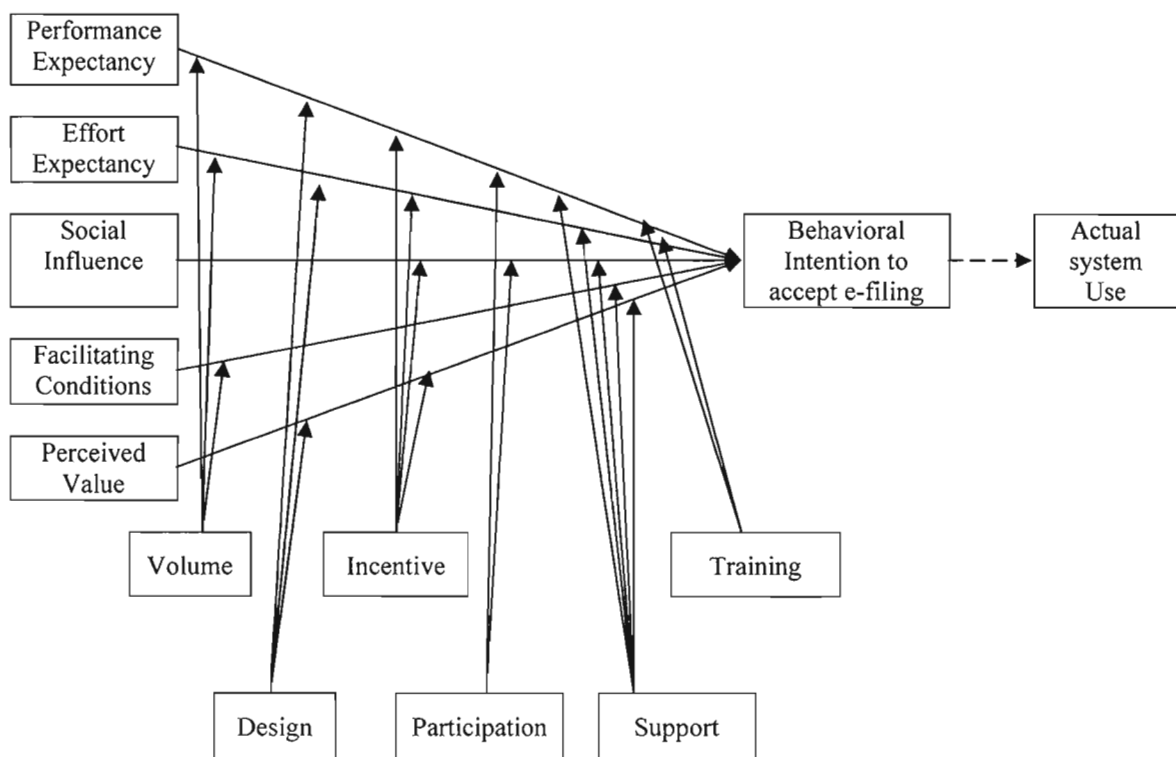 Performance
Expectancy
Effort
Expectancy
Social
Influence
Facilitating
Conditions
Perceived
Value
Behavioral
Intention to
accept e-filing
Actual
system
Use
Volume
Incentive
Training
Design
Participation
Support